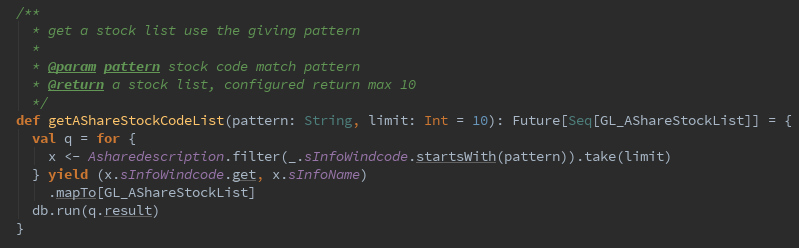 /**
 * get a stock list use the giving pattern
 *
 * @param pattern stock code match pattern
 * @return a stock list, configured return max 10
 */
def getAShareStockCodeList(pattern: String, limit: Int = 10): Future[Seq[GL_AShareStockList]] = {
  val q = for {
    x <- Asharedescription.filter(_.sInfoWindcode.startsWith(pattern)).take(limit)
  } yield (x.sInfoWindcode.get, x.sInfoName)
    .mapTo[GL_AShareStockList]
  db.run(q.result)
}